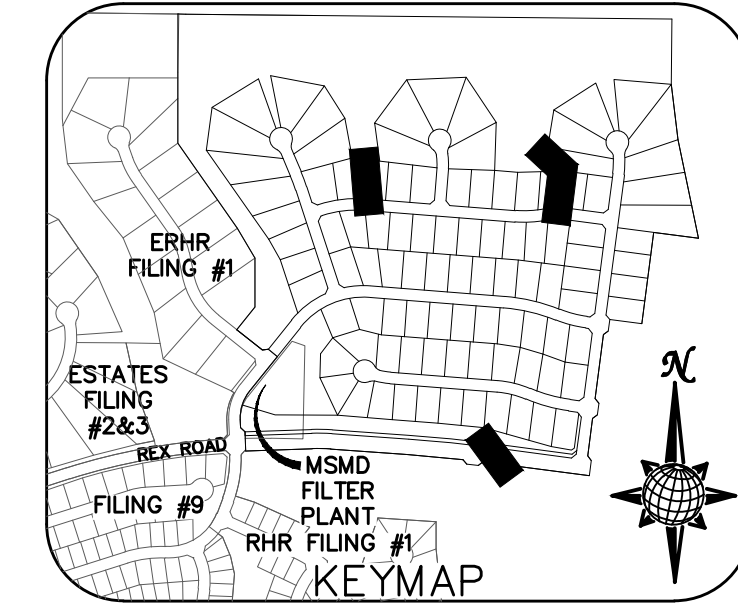 N
ERHR
FILING #1
ESTATES
FILING
#2&3
REX ROAD
FILING #9
MSMD
FILTER
PLANT
RHR FILING #1
KEYMAP